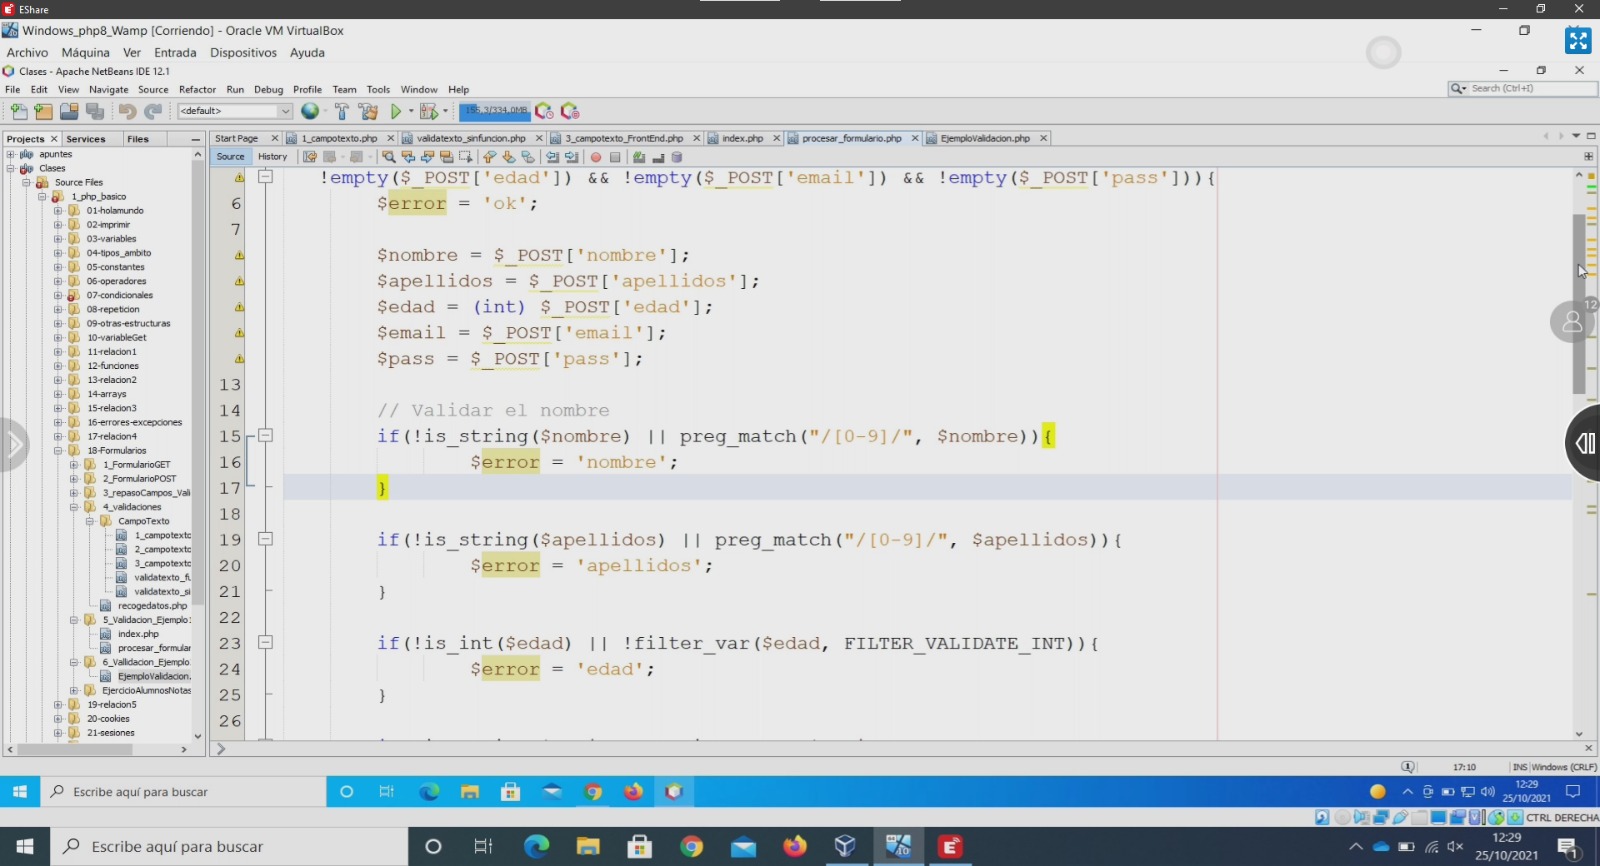 EShare
Windows_php8_Wamp [Corriendo] - Oracle VM VirtualBox
Archivo Máquina Ver Entrada Dispositivos Ayuda
Clases - Apache NetBeans IDE 12.1
File Edit View Navigate Source Refactor Run Debug Profile Team Tools Window Help
Search (Ctrl+I)
<default>
155,3/334,0MB
Projects Services Files
Start Page 1_campotexto.php validatexto_sinfuncion.php 3_campotexto_FrontEnd.php index.php procesar_formulario.php EjemploValidacion.php
Source History
apuntes
Clases
Source Files
1_php_basico
01-holamundo
02-imprimir
03-variables
04-tipos_ambito
05-constantes
06-operadores
07-condicionales
08-repeticion
09-otras-estructuras
10-variableGet
11-relacion1
12-funciones
13-relacion2
14-arrays
15-relacion3
16-errores-excepciones
17-relacion4
18-Formularios
1_FormularioGET
2_FormularioPOST
3_repasoCampos_Vali
4_validaciones
CampoTexto
1_campotexto
2_campotexto
3_campotexto
validatexto_fu
validatexto_si
recogedatos.php
5_Validacion_Ejemplo
index.php
procesar_formular
6_Vallidacion_Ejemplo
EjemploValidacion.
EjercicioAlumnosNotas
19-relacion5
20-cookies
21-sesiones
!empty($_POST['edad']) && !empty($_POST['email']) && !empty($_POST['pass'])){
6 $error = 'ok';
7
$nombre = $_POST['nombre'];
$apellidos = $_POST['apellidos'];
$edad = (int) $_POST['edad'];
$email = $_POST['email'];
$pass = $_POST['pass'];
13
14 // Validar el nombre
15 if(!is_string($nombre) || preg_match("/[0-9]/", $nombre)){
16 $error = 'nombre';
17 }
18
19 if(!is_string($apellidos) || preg_match("/[0-9]/", $apellidos)){
20 $error = 'apellidos';
21 }
22
23 if(!is_int($edad) || !filter_var($edad, FILTER_VALIDATE_INT)){
24 $error = 'edad';
25 }
26
12
17:10 INS Windows (CRLF)
Escribe aquí para buscar
12:29
25/10/2021
CTRL DERECHA
Escribe aquí para buscar
12:29
25/10/2021
1